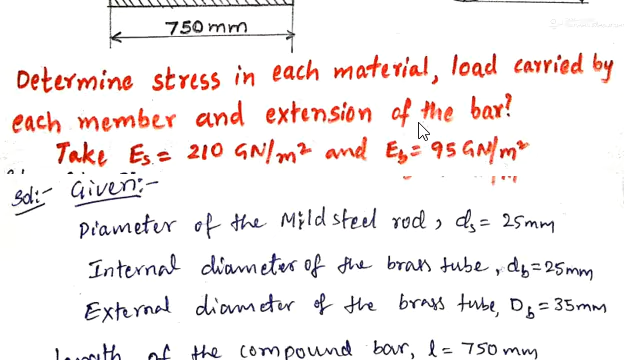 750 mm
Determine stress in each material, load carried by
each member and extension of the bar?
Take Es = 210 GN/m² and Eb = 95 GN/m²
Sol:- Given:-
Diameter of the Mild steel rod, ds = 25mm
Internal diameter of the brass tube, db = 25mm
External diameter of the brass tube, Db = 35mm
Length of the compound bar, l = 750 mm